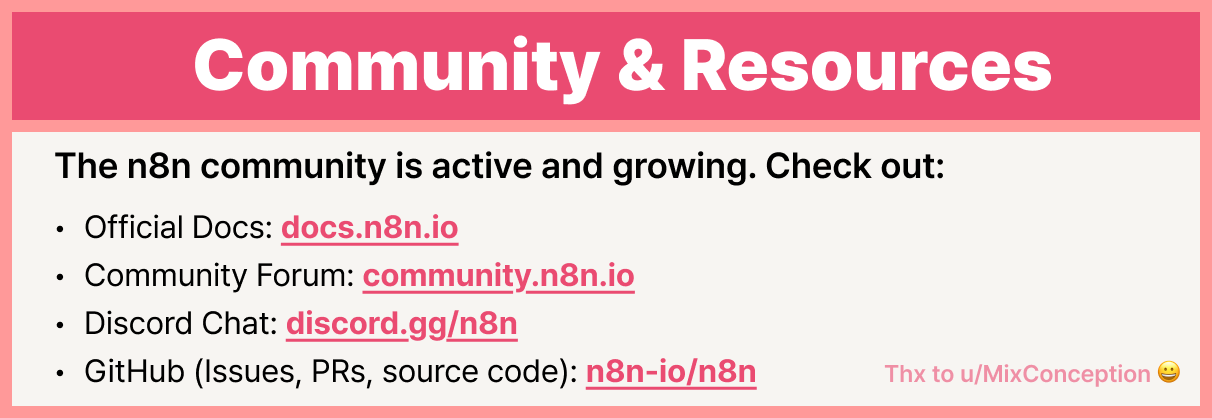 Community & Resources
The n8n community is active and growing. Check out:
• Official Docs: docs.n8n.io
• Community Forum: community.n8n.io
• Discord Chat: discord.gg/n8n
• GitHub (Issues, PRs, source code): n8n-io/n8n
Thx to u/MixConception 😀